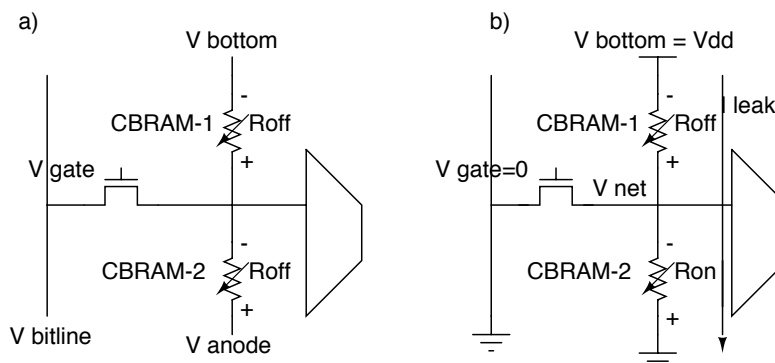 a)
V bottom
-
CBRAM-1 Roff
+
V gate
-
CBRAM-2 Roff
+
V bitline
V anode
b)
V bottom = Vdd
-
I leak
CBRAM-1 Roff
+
V gate=0
V net
-
CBRAM-2 Ron
+